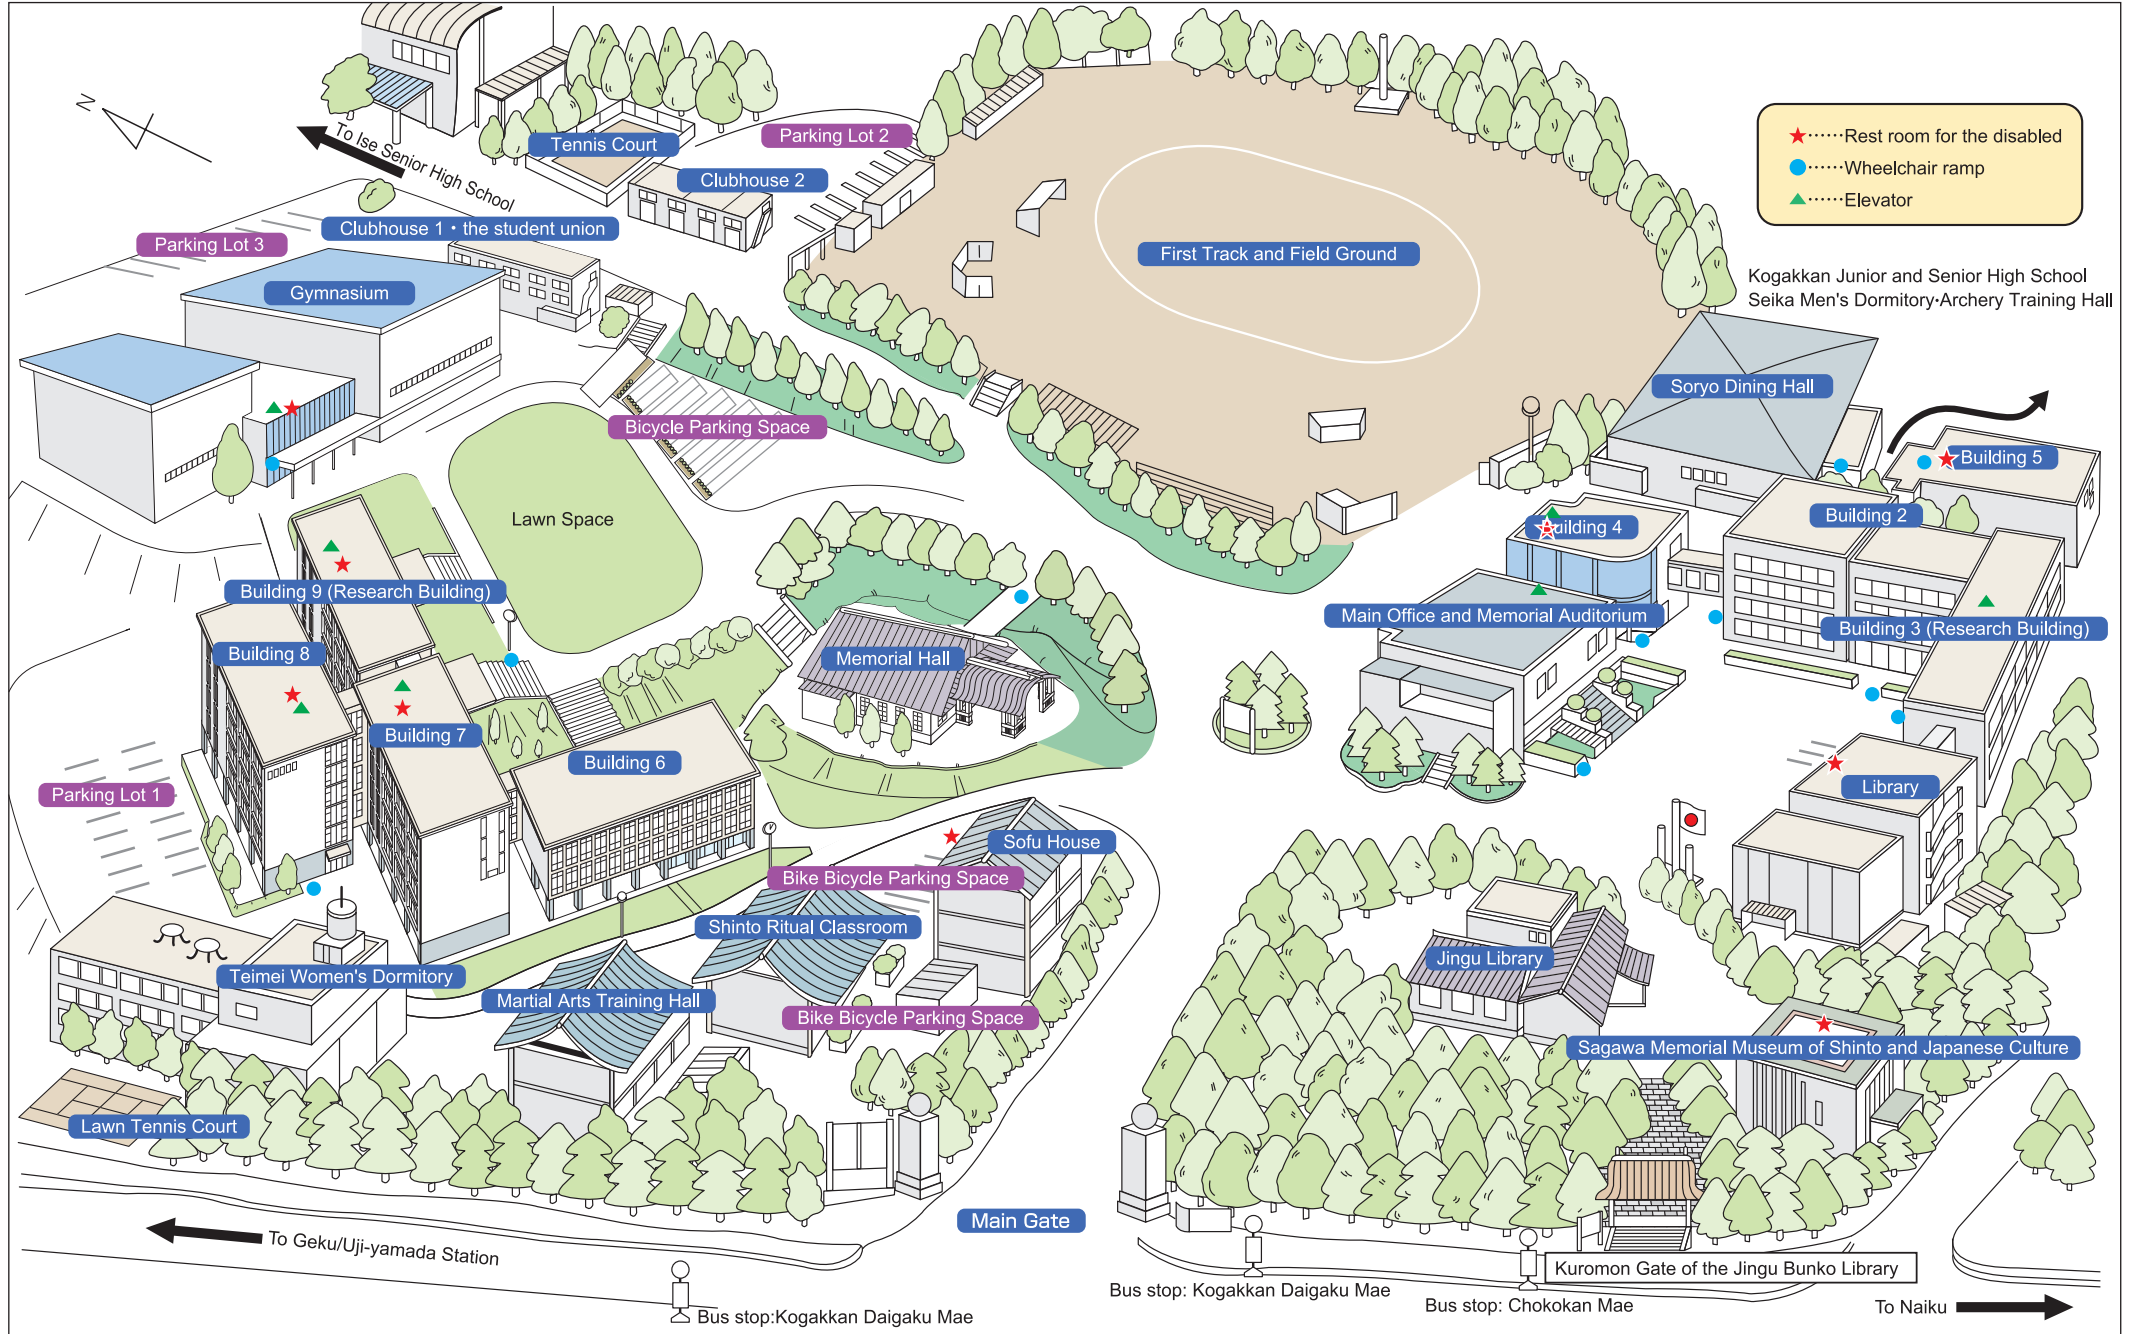 N
To Ise Senior High School
Tennis Court
Parking Lot 2
Clubhouse 2
Clubhouse 1・the student union
Parking Lot 3
Gymnasium
First Track and Field Ground
★……Rest room for the disabled
●……Wheelchair ramp
▲……Elevator
Kogakkan Junior and Senior High School
Seika Men's Dormitory・Archery Training Hall
Soryo Dining Hall
Bicycle Parking Space
Building 5
Building 2
Building 4
Lawn Space
Building 9 (Research Building)
Main Office and Memorial Auditorium
Building 3 (Research Building)
Building 8
Memorial Hall
Building 7
Building 6
Parking Lot 1
Library
Sofu House
Bike Bicycle Parking Space
Shinto Ritual Classroom
Jingu Library
Teimei Women's Dormitory
Martial Arts Training Hall
Bike Bicycle Parking Space
Sagawa Memorial Museum of Shinto and Japanese Culture
Lawn Tennis Court
Main Gate
To Geku/Uji-yamada Station
Kuromon Gate of the Jingu Bunko Library
Bus stop: Kogakkan Daigaku Mae
Bus stop: Chokokan Mae
To Naiku
Bus stop:Kogakkan Daigaku Mae